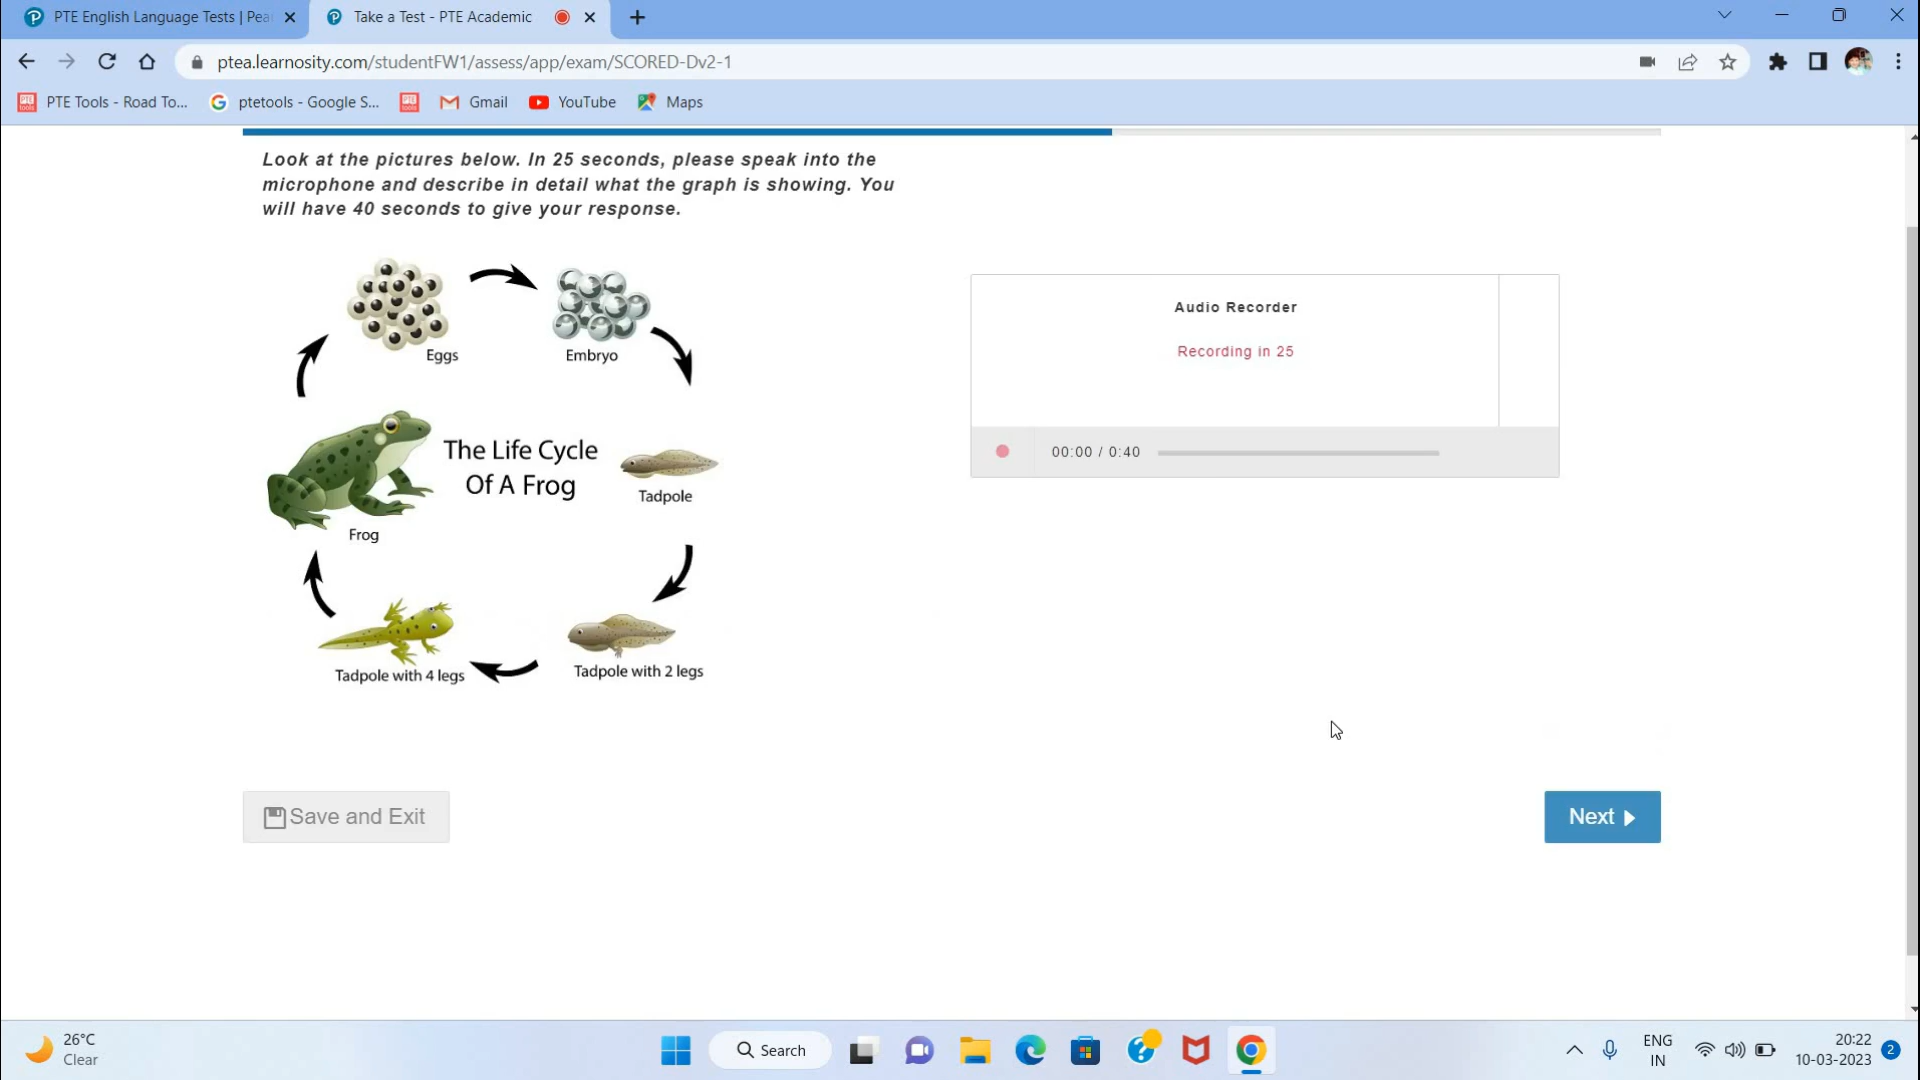 PTE English Language Tests | Pea
Take a Test - PTE Academic
ptea.learnosity.com/studentFW1/assess/app/exam/SCORED-Dv2-1
PTE Tools - Road To...
ptetools - Google S...
PTE tools
Gmail
YouTube
Maps
Look at the pictures below. In 25 seconds, please speak into the
microphone and describe in detail what the graph is showing. You
will have 40 seconds to give your response.
Eggs
Embryo
The Life Cycle
Of A Frog
Tadpole
Frog
Tadpole with 4 legs
Tadpole with 2 legs
Audio Recorder
Recording in 25
00:00 / 0:40
Save and Exit
Next
26°C
Clear
Search
ENG
IN
20:22
10-03-2023
2